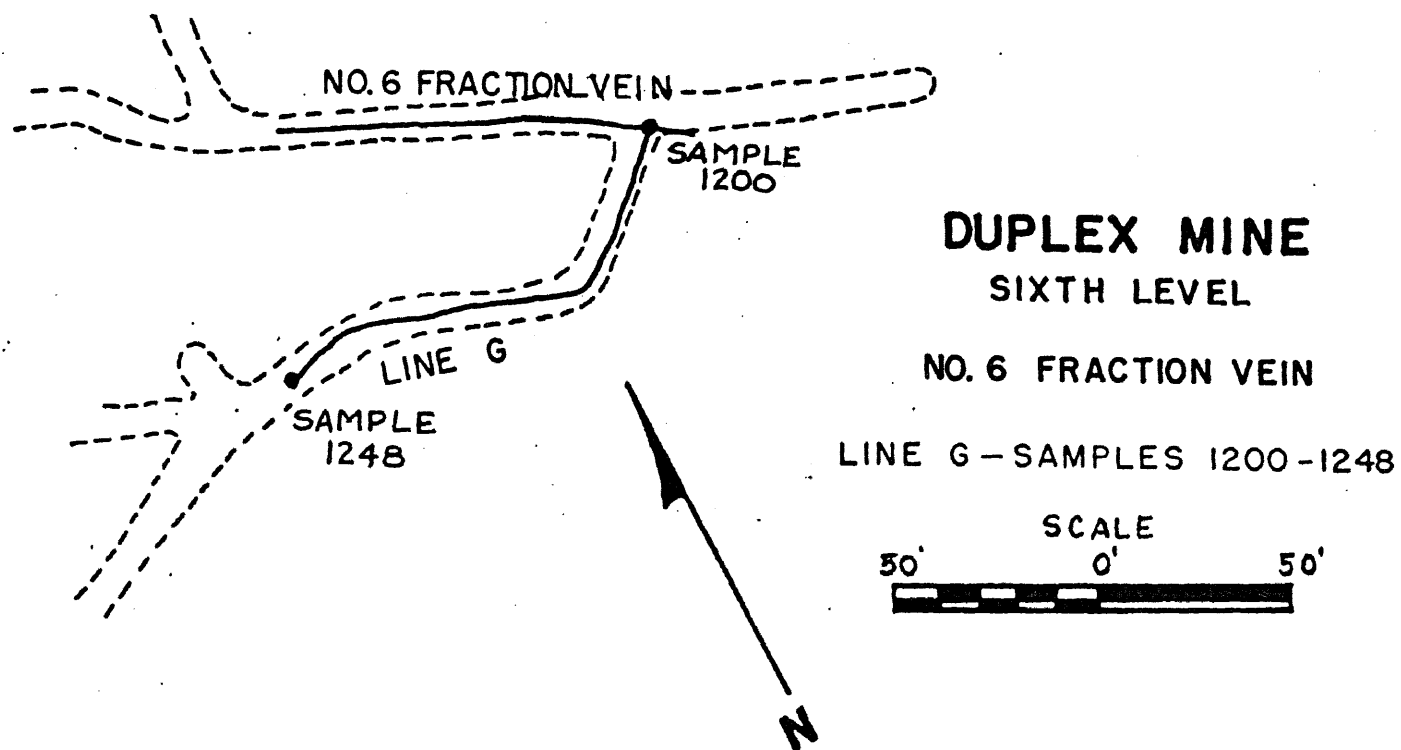 NO. 6 FRACTION VEIN
SAMPLE
1200
LINE G
SAMPLE
1248
DUPLEX MINE
SIXTH LEVEL
NO. 6 FRACTION VEIN
LINE G-SAMPLES 1200-1248
SCALE
50' 0' 50'
N